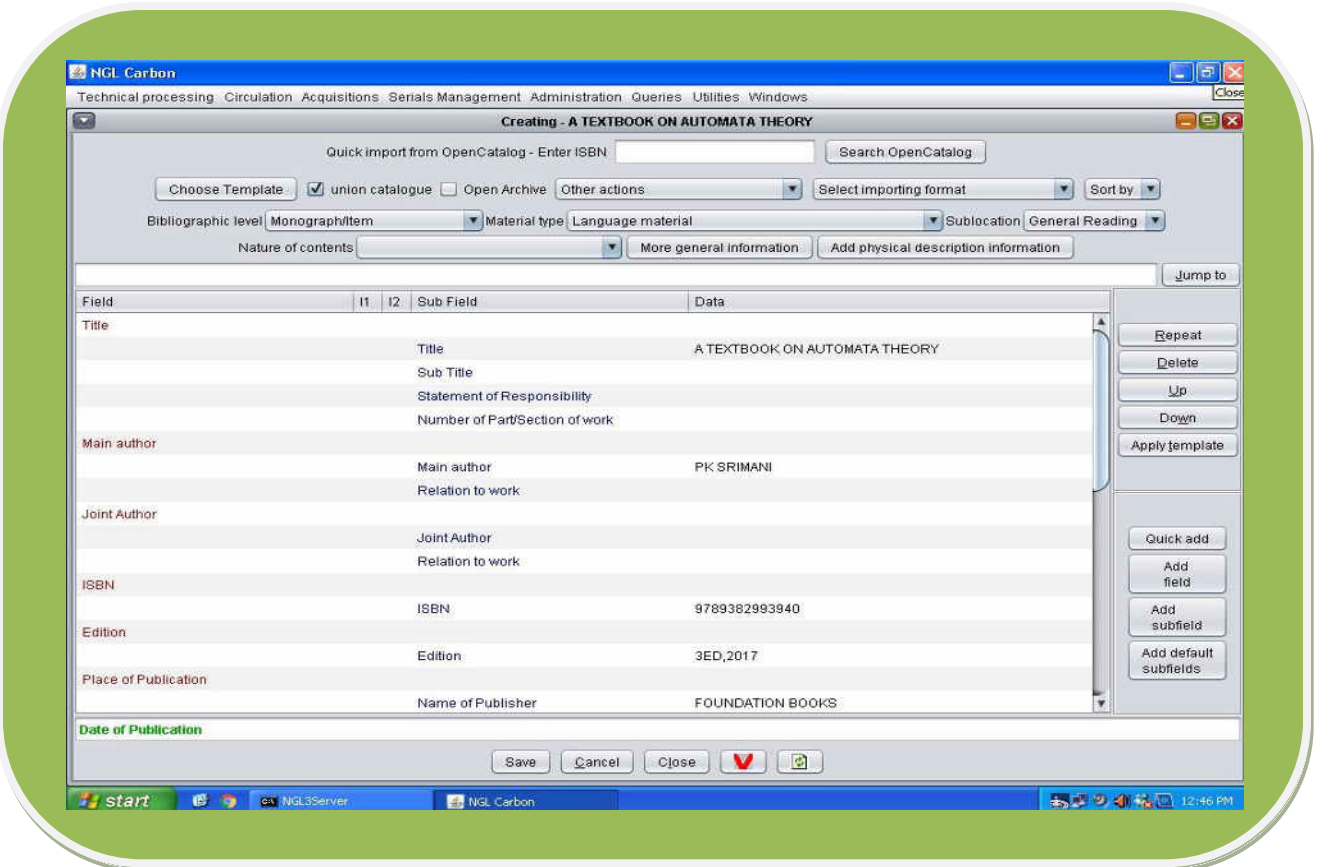 NGL Carbon
Technical processing Circulation Acquisitions Serials Management Administration Queries Utilities Windows
Close
Creating - A TEXTBOOK ON AUTOMATA THEORY
Quick import from OpenCatalog - Enter ISBN Search OpenCatalog
Choose Template union catalogue Open Archive Other actions Select importing format Sort by
Bibliographic level Monograph/Item Material type Language material Sublocation General Reading
Nature of contents More general information Add physical description information
Jump to
Field I1 I2 Sub Field Data
Title
Title A TEXTBOOK ON AUTOMATA THEORY
Sub Title
Statement of Responsibility
Number of Part/Section of work
Main author
Main author PK SRIMANI
Relation to work
Joint Author
Joint Author
Relation to work
ISBN
ISBN 9789382993940
Edition
Edition 3ED,2017
Place of Publication
Name of Publisher FOUNDATION BOOKS
Repeat
Delete
Up
Down
Apply template
Quick add
Add
field
Add
subfield
Add default
subfields
Date of Publication
Save Cancel Close
start NGL3Server NGL Carbon 12:46 PM